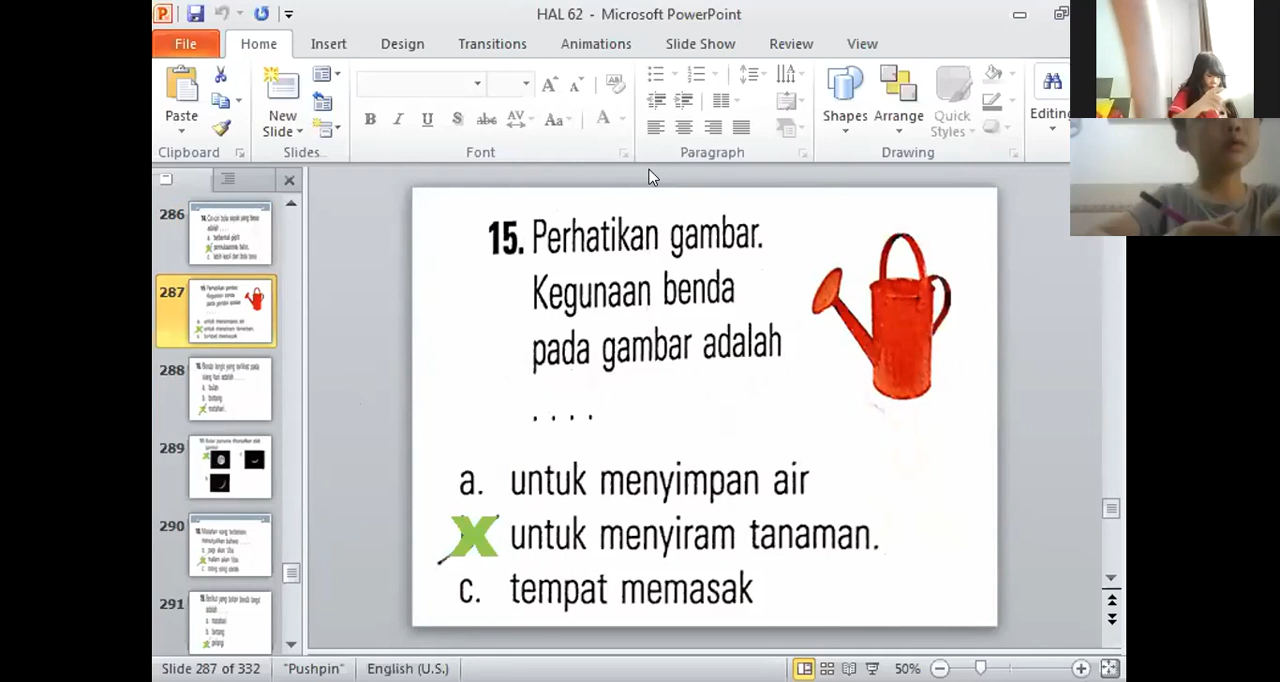 HAL 62 - Microsoft PowerPoint
File Home Insert Design Transitions Animations Slide Show Review View
Paste
New Slide
Shapes Arrange Quick Styles
Editing
Clipboard Slides Font Paragraph Drawing
286
287
288
289
290
291
15. Perhatikan gambar.
Kegunaan benda
pada gambar adalah
. . . .
a. untuk menyimpan air
X untuk menyiram tanaman.
c. tempat memasak
Slide 287 of 332 "Pushpin" English (U.S.) 50%